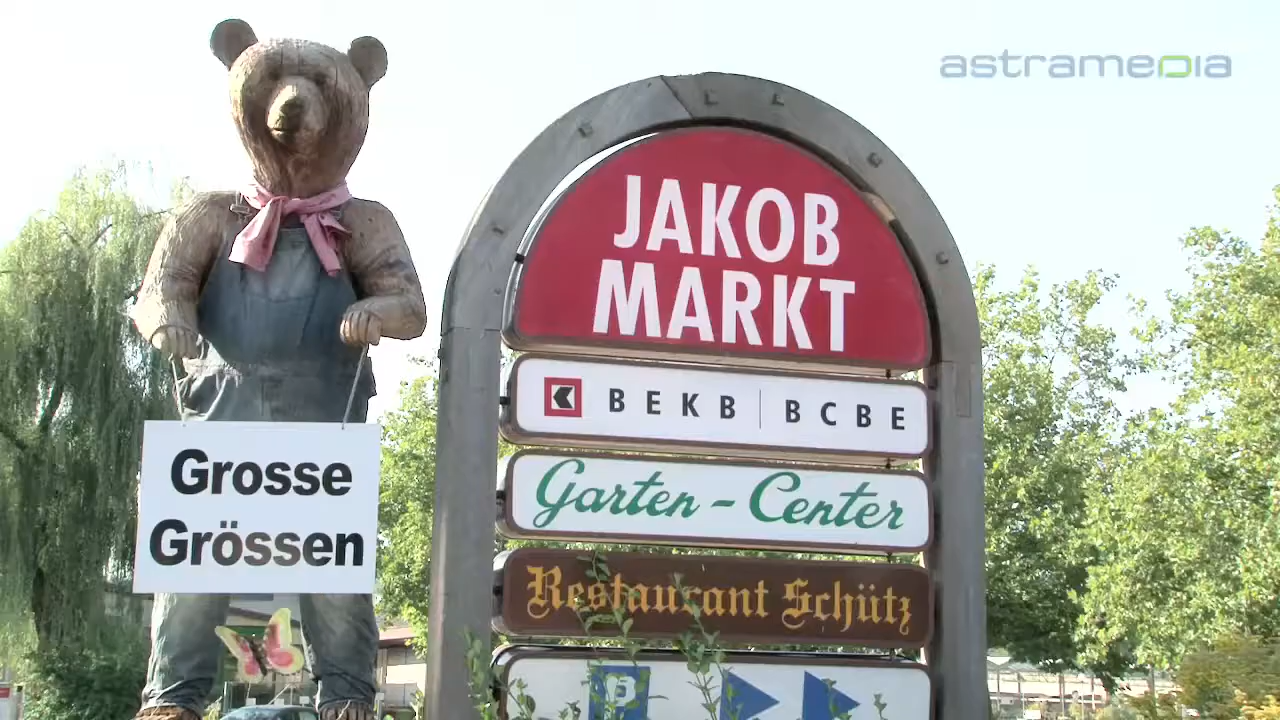 astramedia
JAKOB
MARKT
BEKB | BCBE
Garten-Center
Restaurant Schütz
P
Grosse
Grössen